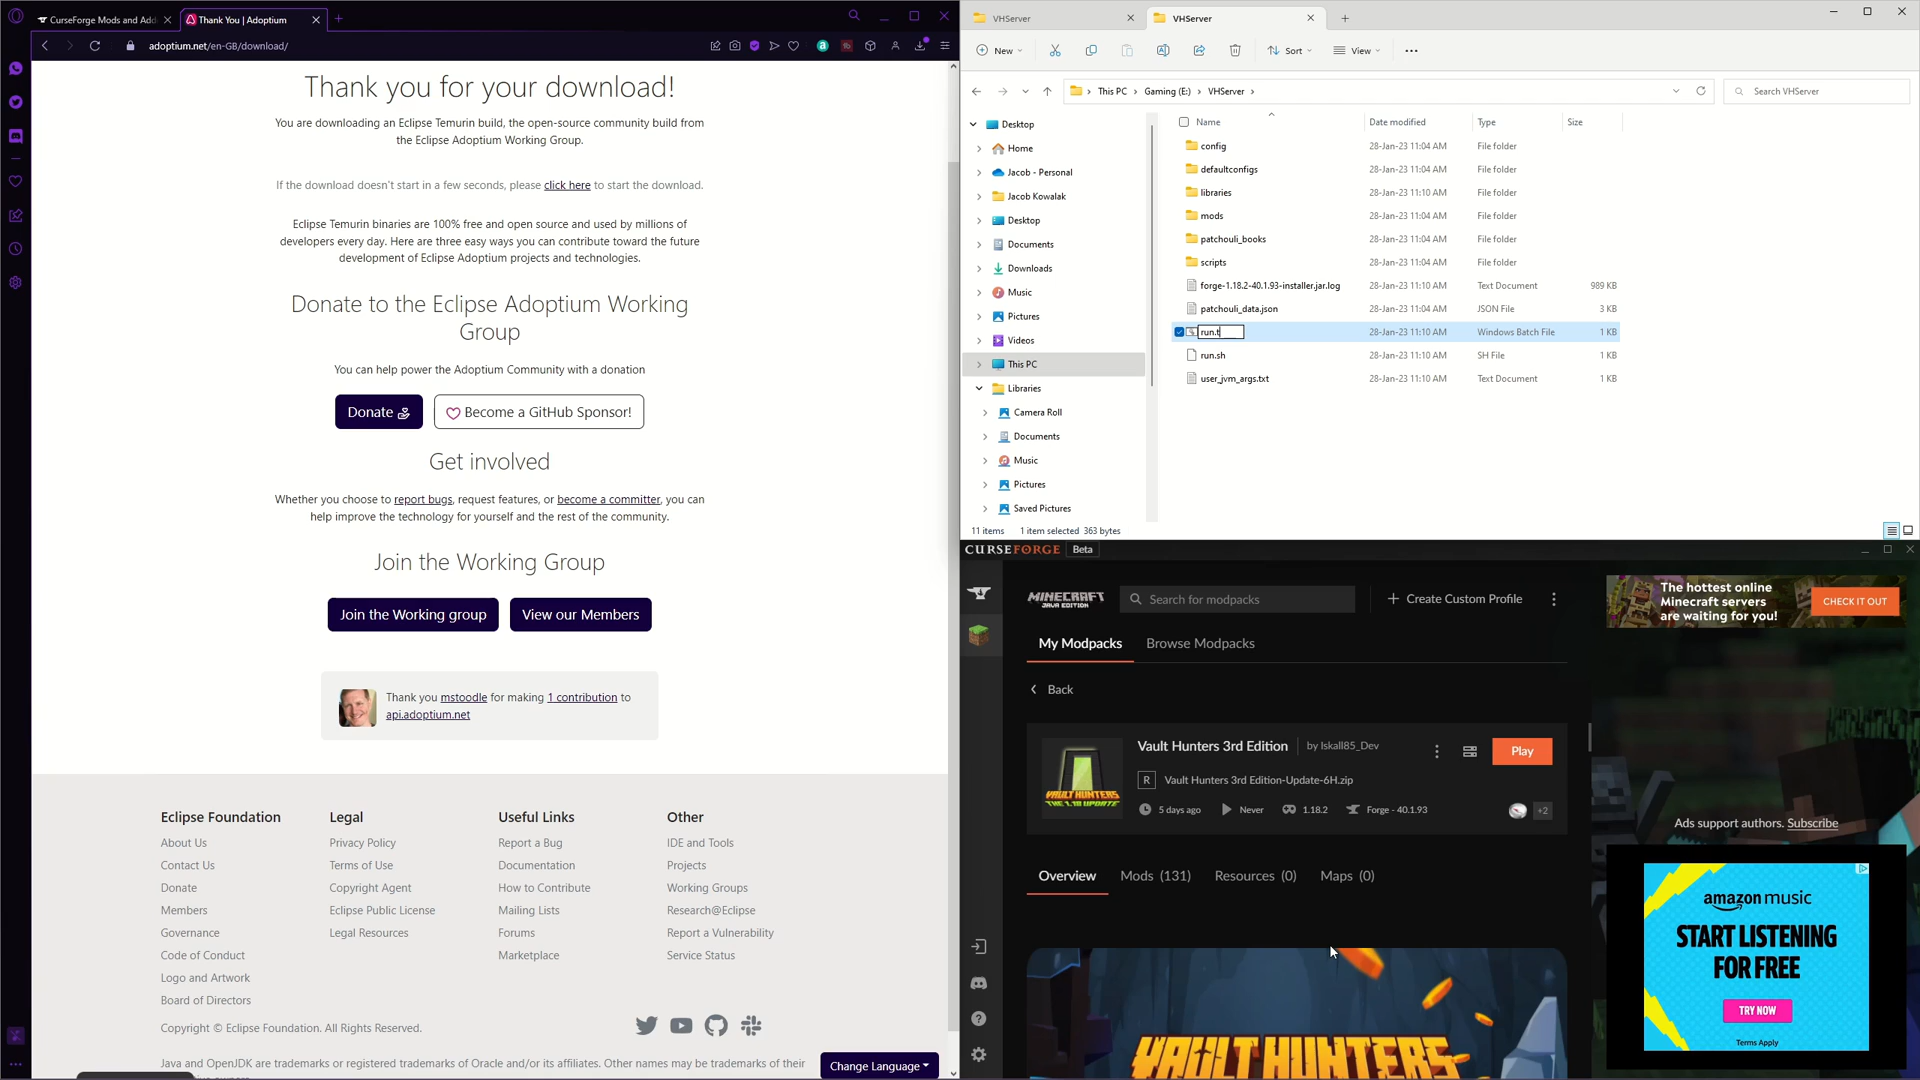 CurseForge Mods and Add
Thank You | Adoptium
adoptium.net/en-GB/download/
Thank you for your download!
You are downloading an Eclipse Temurin build, the open-source community build from
the Eclipse Adoptium Working Group.
If the download doesn't start in a few seconds, please click here to start the download.
Eclipse Temurin binaries are 100% free and open source and used by millions of
developers every day. Here are three easy ways you can contribute toward the future
development of Eclipse Adoptium projects and technologies.
Donate to the Eclipse Adoptium Working
Group
You can help power the Adoptium Community with a donation
Donate
Become a GitHub Sponsor!
Get involved
Whether you choose to report bugs, request features, or become a committer, you can
help improve the technology for yourself and the rest of the community.
Join the Working Group
Join the Working group
View our Members
Thank you mstoodle for making 1 contribution to
api.adoptium.net
Eclipse Foundation
About Us
Contact Us
Donate
Members
Governance
Code of Conduct
Logo and Artwork
Board of Directors
Legal
Privacy Policy
Terms of Use
Copyright Agent
Eclipse Public License
Legal Resources
Useful Links
Report a Bug
Documentation
How to Contribute
Mailing Lists
Forums
Marketplace
Other
IDE and Tools
Projects
Working Groups
Research@Eclipse
Report a Vulnerability
Service Status
Copyright © Eclipse Foundation. All Rights Reserved.
Java and OpenJDK are trademarks or registered trademarks of Oracle and/or its affiliates. Other names may be trademarks of their
Change Language
VHServer
VHServer
New
Sort
View
This PC
Gaming (E:)
VHServer
Search VHServer
Desktop
Home
Jacob - Personal
Jacob Kowalak
Desktop
Documents
Downloads
Music
Pictures
Videos
This PC
Libraries
Camera Roll
Documents
Music
Pictures
Saved Pictures
Name Date modified Type Size
config 28-Jan-23 11:04 AM File folder
defaultconfigs 28-Jan-23 11:04 AM File folder
libraries 28-Jan-23 11:10 AM File folder
mods 28-Jan-23 11:04 AM File folder
patchouli_books 28-Jan-23 11:04 AM File folder
scripts 28-Jan-23 11:04 AM File folder
forge-1.18.2-40.1.93-installer.jar.log 28-Jan-23 11:10 AM Text Document 989 KB
patchouli_data.json 28-Jan-23 11:04 AM JSON File 3 KB
run.t 28-Jan-23 11:10 AM Windows Batch File 1 KB
run.sh 28-Jan-23 11:10 AM SH File 1 KB
user_jvm_args.txt 28-Jan-23 11:10 AM Text Document 1 KB
11 items 1 item selected 363 bytes
CURSEFORGE Beta
MINECRAFT
JAVA EDITION
Search for modpacks
Create Custom Profile
My Modpacks
Browse Modpacks
Back
Vault Hunters 3rd Edition by Iskall85_Dev
Play
R Vault Hunters 3rd Edition-Update-6H.zip
5 days ago Never 1.18.2 Forge - 40.1.93
+2
VAULT HUNTERS
THE 1.18 UPDATE
Overview Mods (131) Resources (0) Maps (0)
VAULT HUNTERS
The hottest online
Minecraft servers
are waiting for you!
CHECK IT OUT
Ads support authors. Subscribe
amazon music
START LISTENING
FOR FREE
TRY NOW
Terms Apply